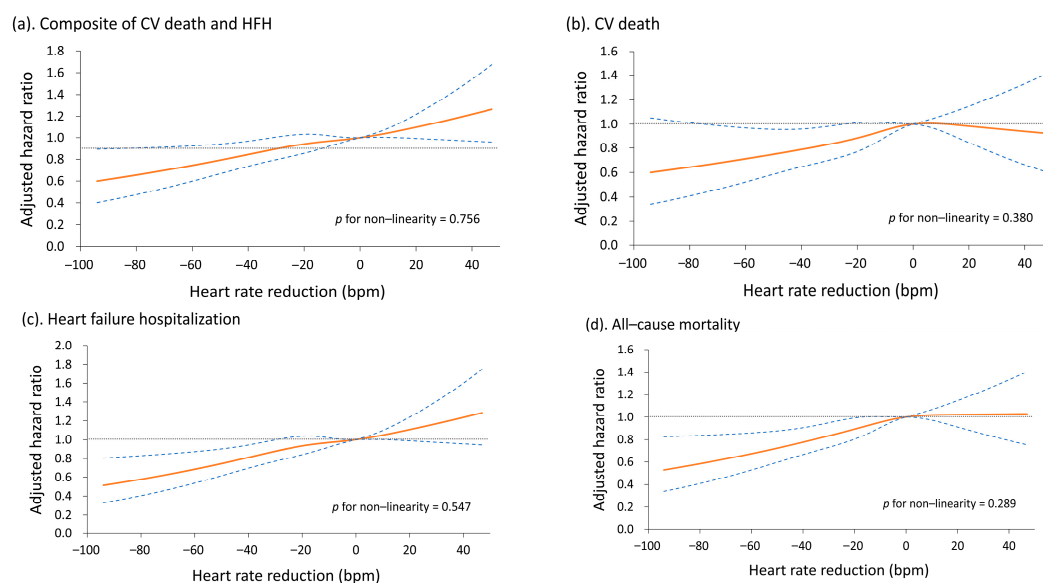 (a). Composite of CV death and HFH
1.8
1.6
1.4
1.2
1.0
0.8
0.6
0.4
0.2
0.0
Adjusted hazard ratio
p for non–linearity = 0.756
−100 −80 −60 −40 −20 0 20 40
Heart rate reduction (bpm)
(b). CV death
1.6
1.4
1.2
1.0
0.8
0.6
0.4
0.2
0.0
Adjusted hazard ratio
p for non–linearity = 0.380
−100 −80 −60 −40 −20 0 20 40
Heart rate reduction (bpm)
(c). Heart failure hospitalization
2.0
1.8
1.6
1.4
1.2
1.0
0.8
0.6
0.4
0.2
0.0
Adjusted hazard ratio
p for non–linearity = 0.547
−100 −80 −60 −40 −20 0 20 40
Heart rate reduction (bpm)
(d). All–cause mortality
1.6
1.4
1.2
1.0
0.8
0.6
0.4
0.2
0.0
Adjusted hazard ratio
p for non–linearity = 0.289
−100 −80 −60 −40 −20 0 20 40
Heart rate reduction (bpm)